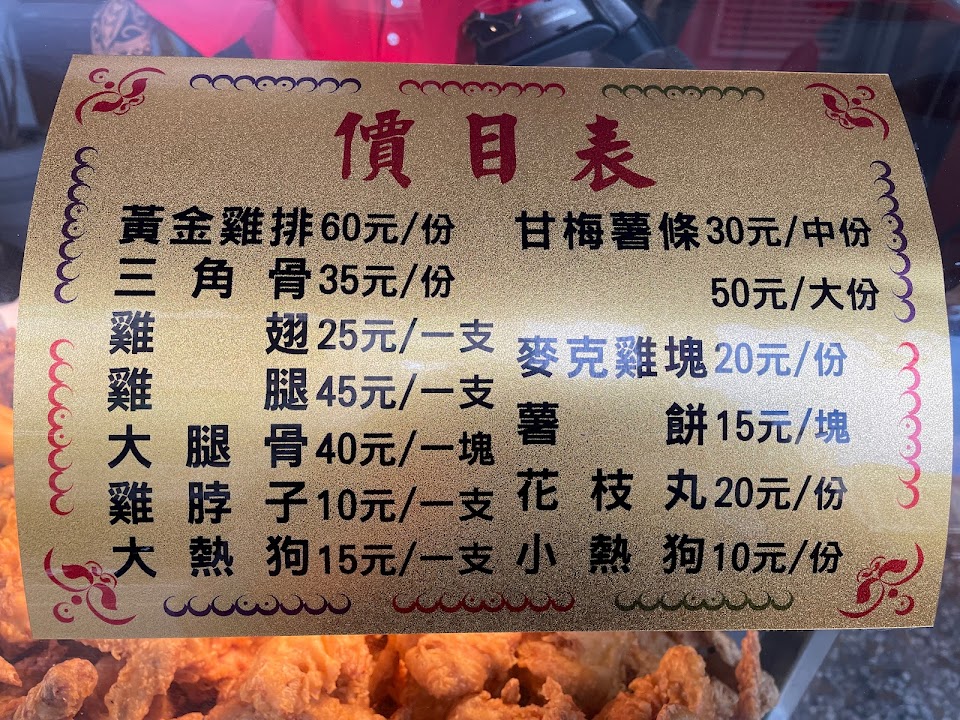 價目表
黃金雞排60元/份
三角骨35元/份
雞翅25元/一支
雞腿45元/一支
大腿骨40元/一塊
雞脖子10元/一支
大熱狗15元/一支
甘梅薯條30元/中份
50元/大份
麥克雞塊20元/份
薯餅15元/塊
花枝丸20元/份
小熱狗10元/份